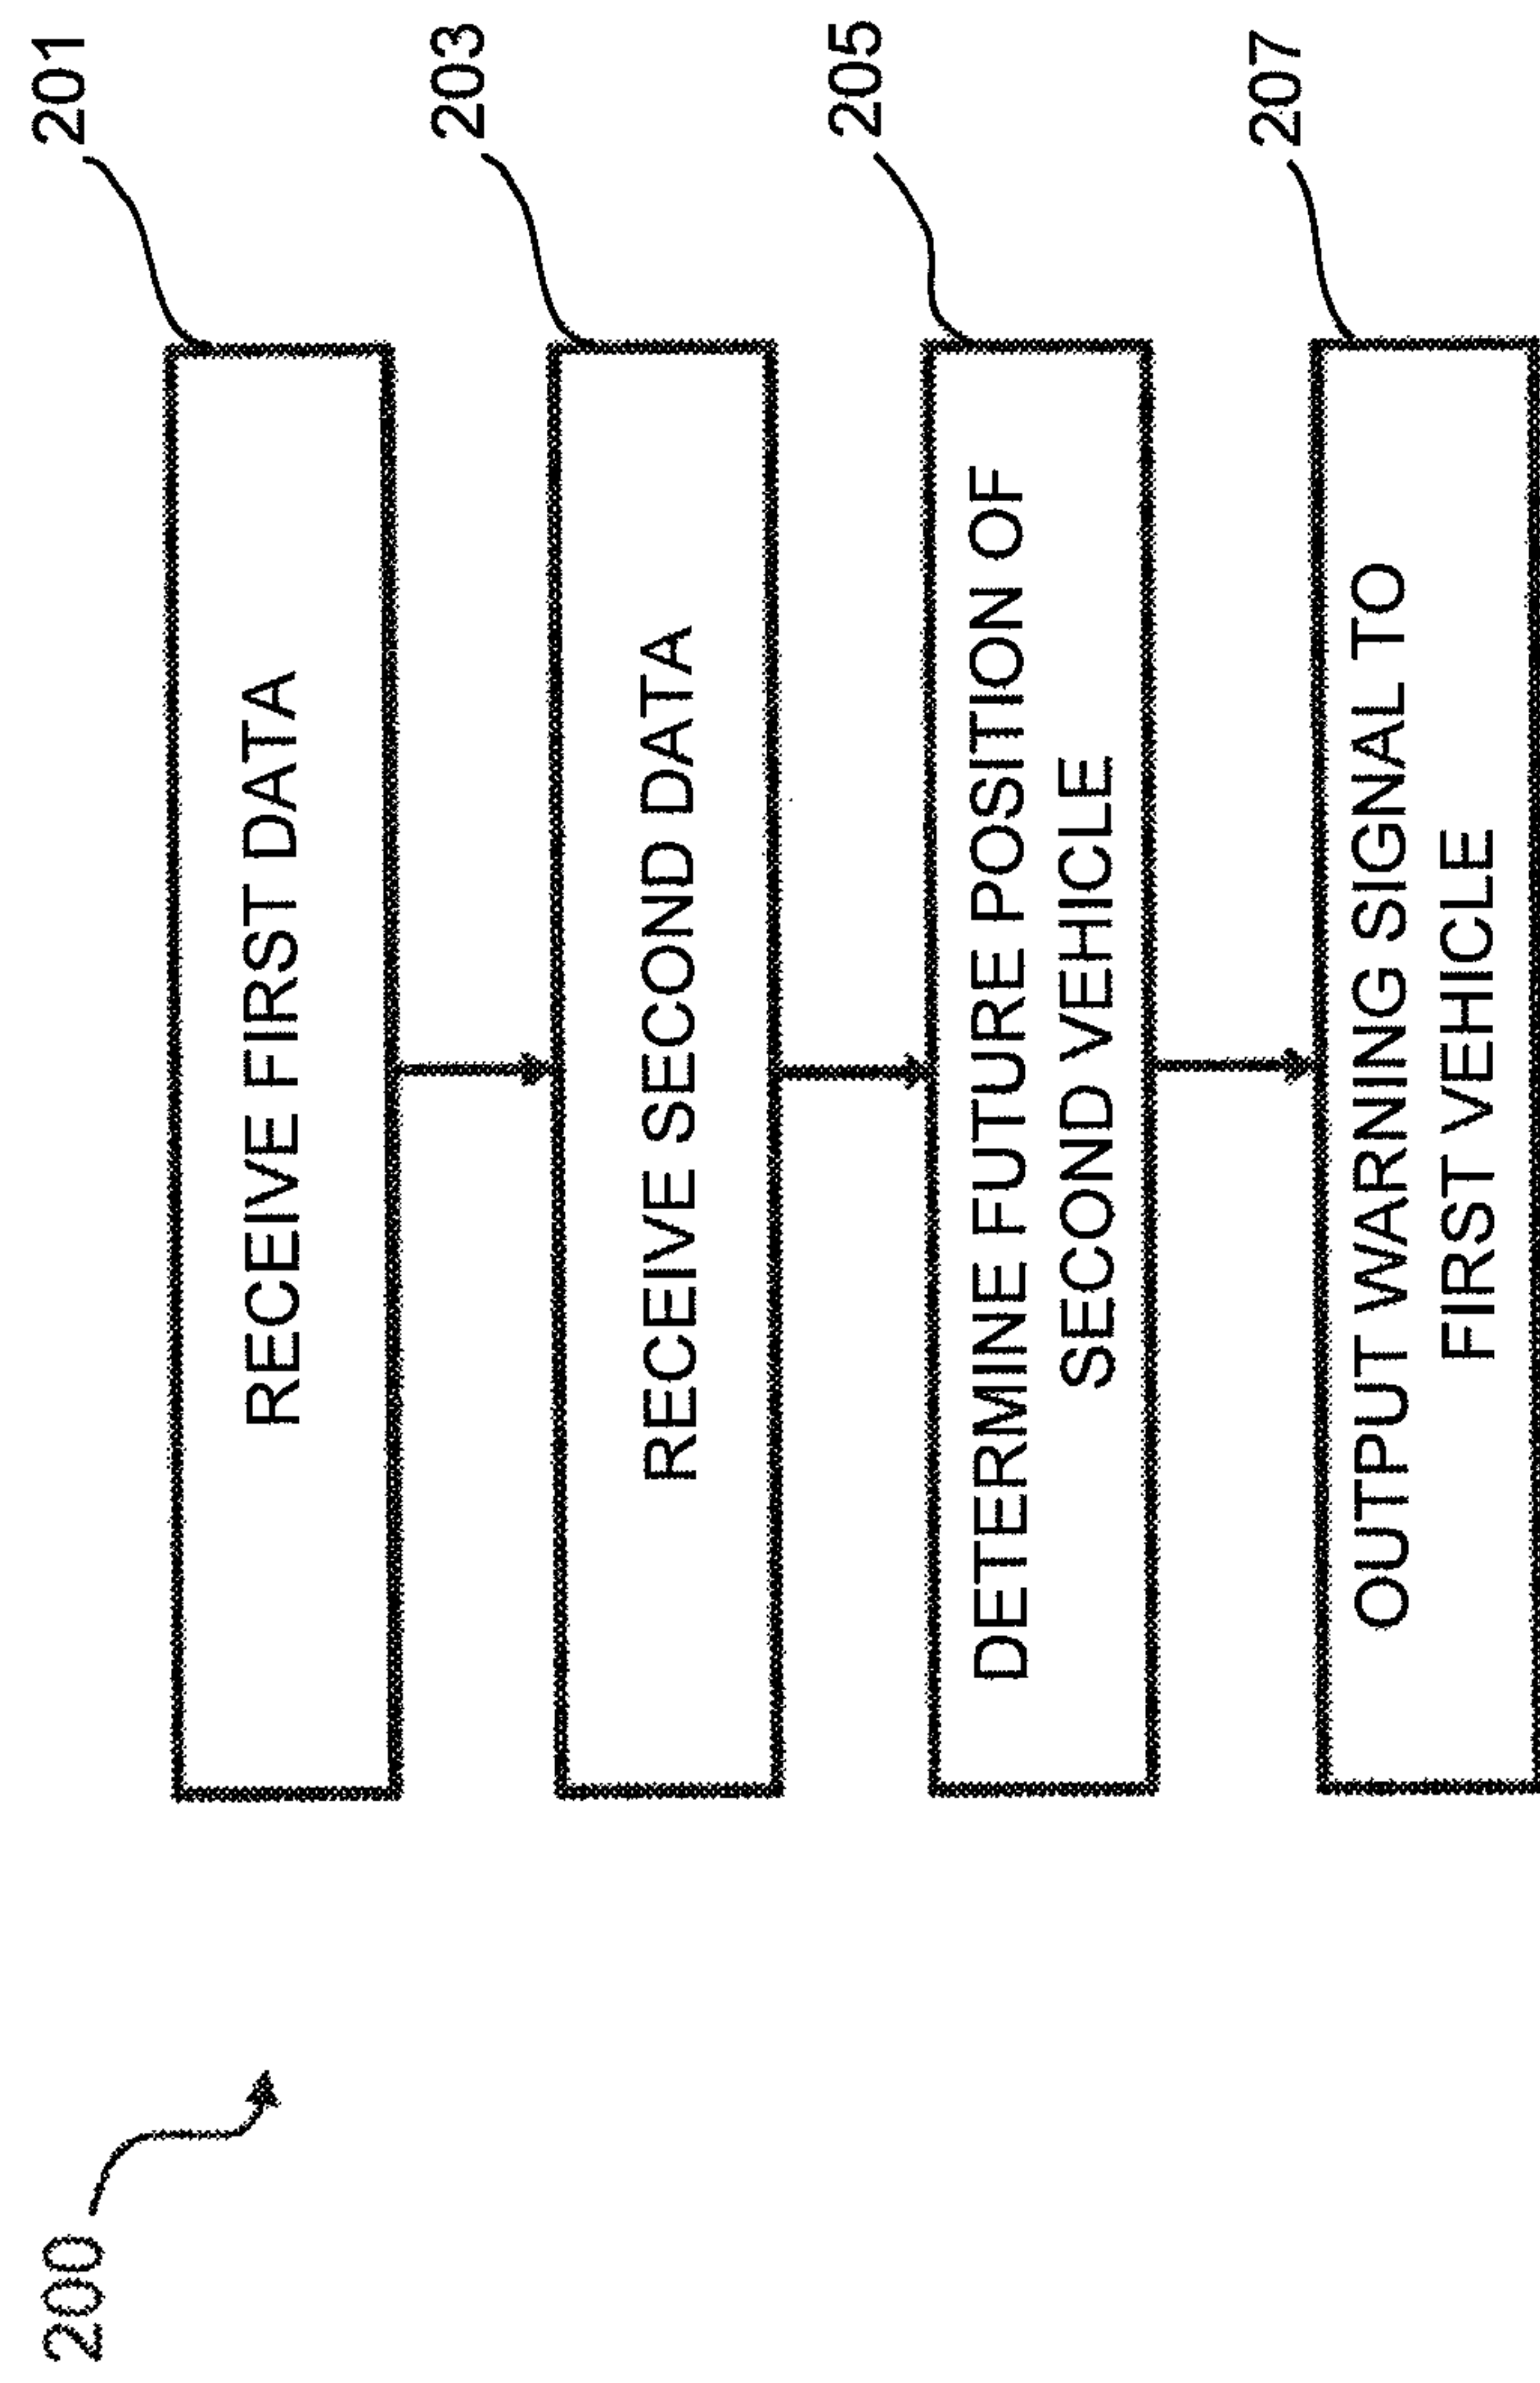 200
201
RECEIVE FIRST DATA
203
RECEIVE SECOND DATA
205
DETERMINE FUTURE POSITION OF
SECOND VEHICLE
207
OUTPUT WARNING SIGNAL TO
FIRST VEHICLE